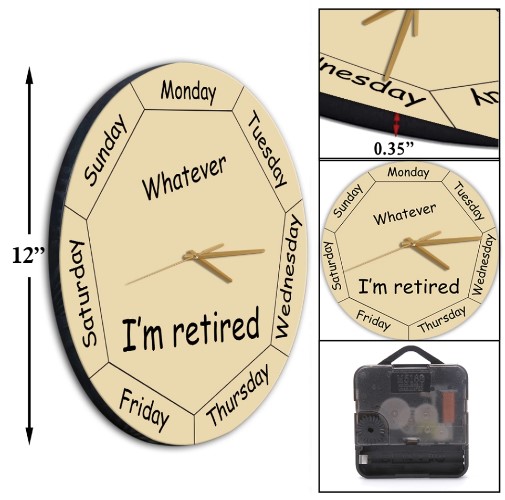 12”
Monday
Tuesday
Wednesday
Thursday
Friday
Saturday
Sunday
Whatever
I'm retired
nesday
0.35”
Monday
Tuesday
Wednesday
Thursday
Friday
Saturday
Sunday
Whatever
I'm retired